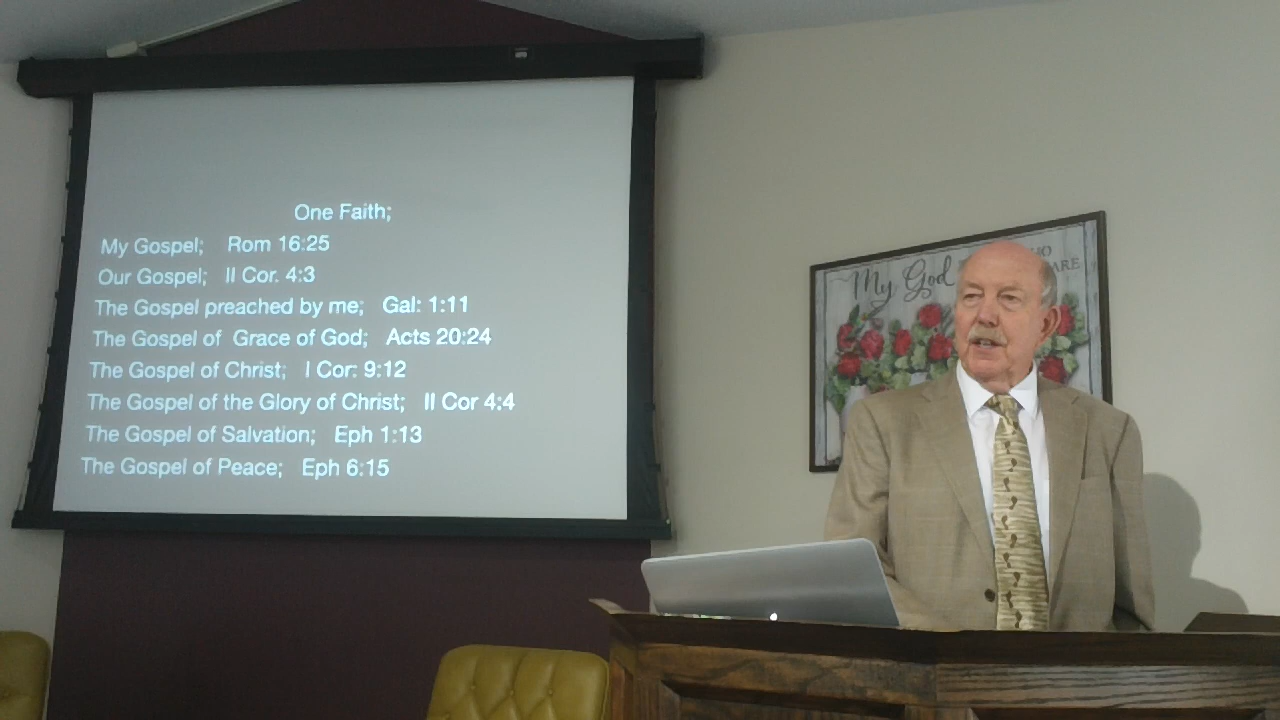 One Faith;
My Gospel; Rom 16:25
Our Gospel; II Cor. 4:3
The Gospel preached by me; Gal: 1:11
The Gospel of Grace of God; Acts 20:24
The Gospel of Christ; I Cor: 9:12
The Gospel of the Glory of Christ; II Cor 4:4
The Gospel of Salvation; Eph 1:13
The Gospel of Peace; Eph 6:15
My God